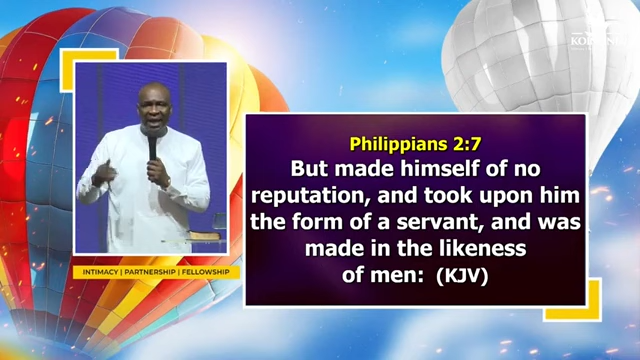 INTIMACY | PARTNERSHIP | FELLOWSHIP
Philippians 2:7
But made himself of no
reputation, and took upon him
the form of a servant, and was
made in the likeness
of men: (KJV)